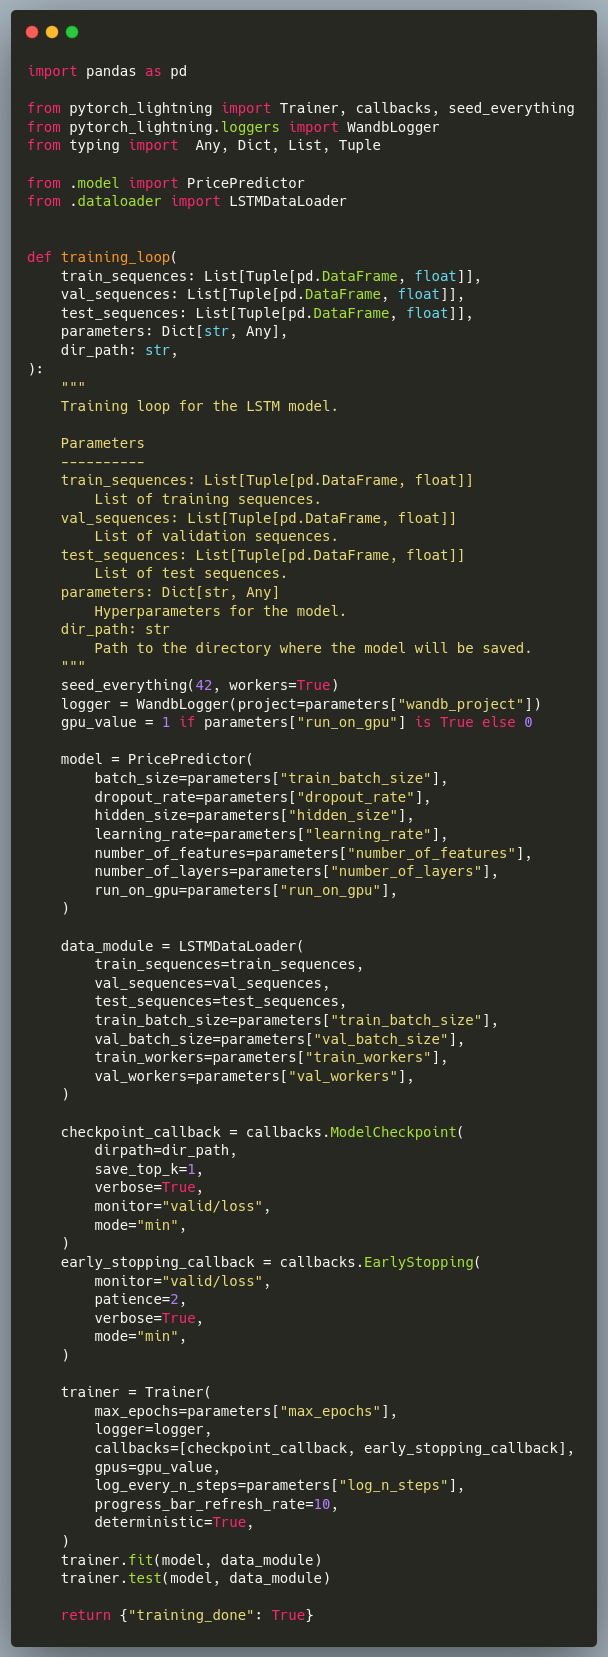 import pandas as pd

from pytorch_lightning import Trainer, callbacks, seed_everything
from pytorch_lightning.loggers import WandbLogger
from typing import  Any, Dict, List, Tuple

from .model import PricePredictor
from .dataloader import LSTMDataLoader


def training_loop(
    train_sequences: List[Tuple[pd.DataFrame, float]],
    val_sequences: List[Tuple[pd.DataFrame, float]],
    test_sequences: List[Tuple[pd.DataFrame, float]],
    parameters: Dict[str, Any],
    dir_path: str,
):
    """
    Training loop for the LSTM model.

    Parameters
    ----------
    train_sequences: List[Tuple[pd.DataFrame, float]]
        List of training sequences.
    val_sequences: List[Tuple[pd.DataFrame, float]]
        List of validation sequences.
    test_sequences: List[Tuple[pd.DataFrame, float]]
        List of test sequences.
    parameters: Dict[str, Any]
        Hyperparameters for the model.
    dir_path: str
        Path to the directory where the model will be saved.
    """
    seed_everything(42, workers=True)
    logger = WandbLogger(project=parameters["wandb_project"])
    gpu_value = 1 if parameters["run_on_gpu"] is True else 0

    model = PricePredictor(
        batch_size=parameters["train_batch_size"],
        dropout_rate=parameters["dropout_rate"],
        hidden_size=parameters["hidden_size"],
        learning_rate=parameters["learning_rate"],
        number_of_features=parameters["number_of_features"],
        number_of_layers=parameters["number_of_layers"],
        run_on_gpu=parameters["run_on_gpu"],
    )

    data_module = LSTMDataLoader(
        train_sequences=train_sequences,
        val_sequences=val_sequences,
        test_sequences=test_sequences,
        train_batch_size=parameters["train_batch_size"],
        val_batch_size=parameters["val_batch_size"],
        train_workers=parameters["train_workers"],
        val_workers=parameters["val_workers"],
    )

    checkpoint_callback = callbacks.ModelCheckpoint(
        dirpath=dir_path,
        save_top_k=1,
        verbose=True,
        monitor="valid/loss",
        mode="min",
    )
    early_stopping_callback = callbacks.EarlyStopping(
        monitor="valid/loss",
        patience=2,
        verbose=True,
        mode="min",
    )

    trainer = Trainer(
        max_epochs=parameters["max_epochs"],
        logger=logger,
        callbacks=[checkpoint_callback, early_stopping_callback],
        gpus=gpu_value,
        log_every_n_steps=parameters["log_n_steps"],
        progress_bar_refresh_rate=10,
        deterministic=True,
    )
    trainer.fit(model, data_module)
    trainer.test(model, data_module)

    return {"training_done": True}